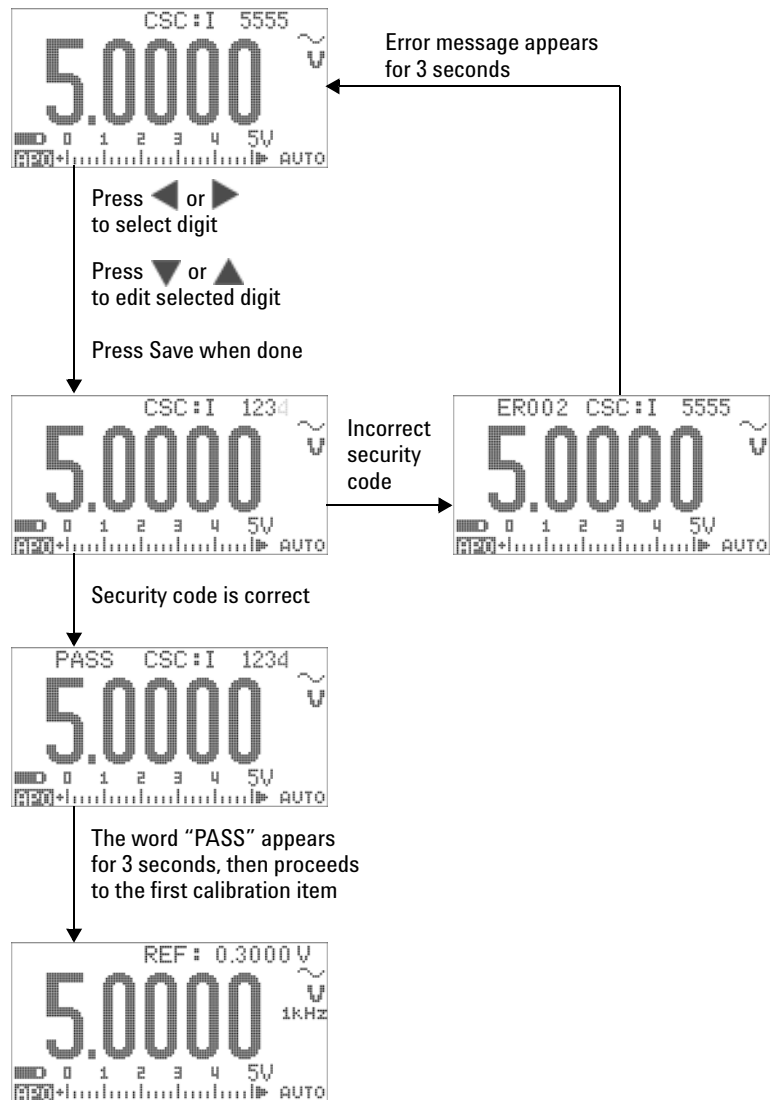 CSC:I 5555
5.0000
V
0 1 2 3 4 5V
APO AUTO
Error message appears
for 3 seconds
Press ◀ or ▶
to select digit
Press ▼ or ▲
to edit selected digit
Press Save when done
CSC:I 1234
5.0000
V
0 1 2 3 4 5V
APO AUTO
Incorrect
security
code
ER002 CSC:I 5555
5.0000
V
0 1 2 3 4 5V
APO AUTO
Security code is correct
PASS CSC:I 1234
5.0000
V
0 1 2 3 4 5V
APO AUTO
The word “PASS” appears
for 3 seconds, then proceeds
to the first calibration item
REF: 0.3000 V
5.0000
V
1kHz
0 1 2 3 4 5V
APO AUTO